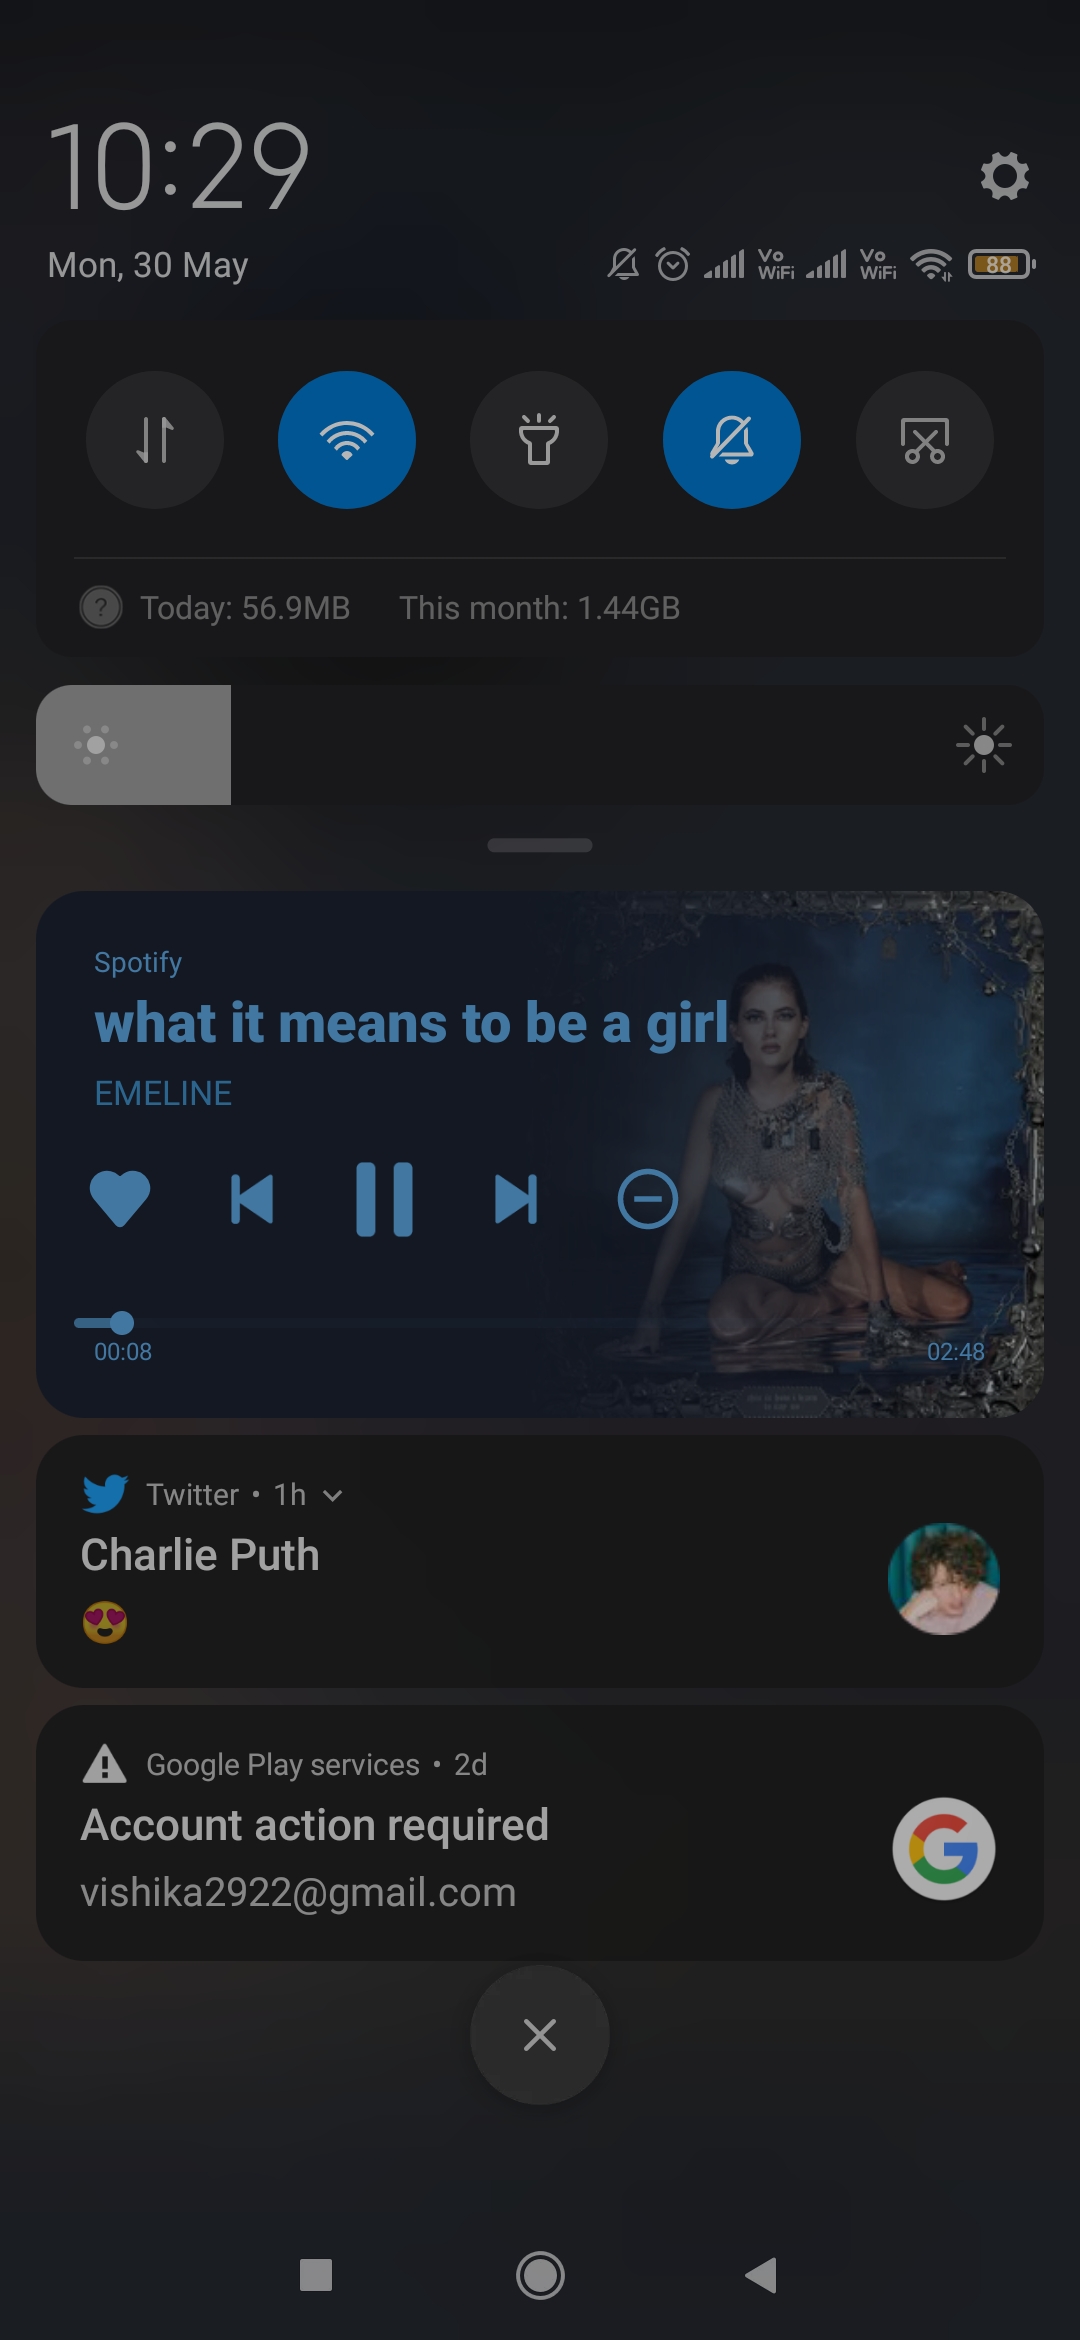 10:29
Mon, 30 May
Vo WiFi Vo WiFi 88
? Today: 56.9MB This month: 1.44GB
Spotify
what it means to be a girl
EMELINE
00:08 02:48
Twitter • 1h
Charlie Puth
😍
Google Play services • 2d
Account action required
vishika2922@gmail.com